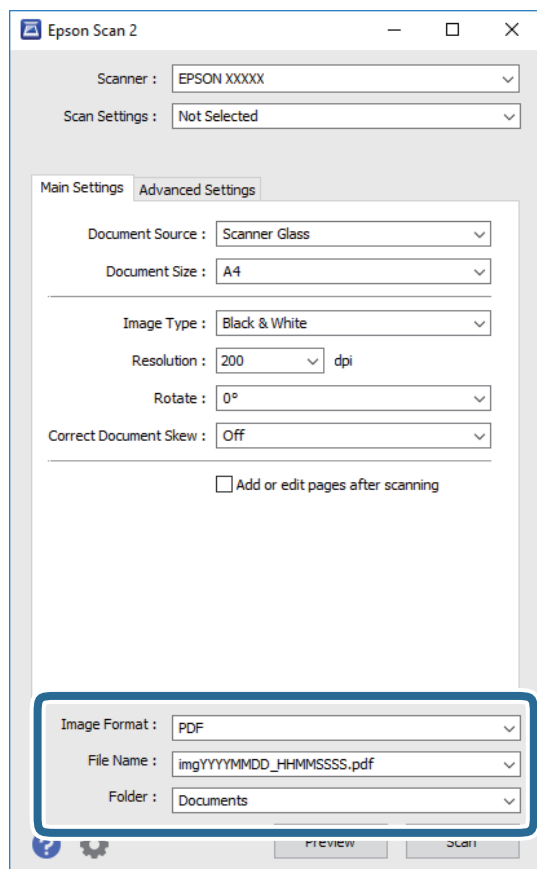 Epson Scan 2
Scanner : EPSON XXXXX
Scan Settings : Not Selected
Main Settings Advanced Settings
Document Source : Scanner Glass
Document Size : A4
Image Type : Black & White
Resolution : 200 dpi
Rotate : 0°
Correct Document Skew : Off
Add or edit pages after scanning
Image Format : PDF
File Name : imgYYYYMMDD_HHMMSSSS.pdf
Folder : Documents
? Preview Scan